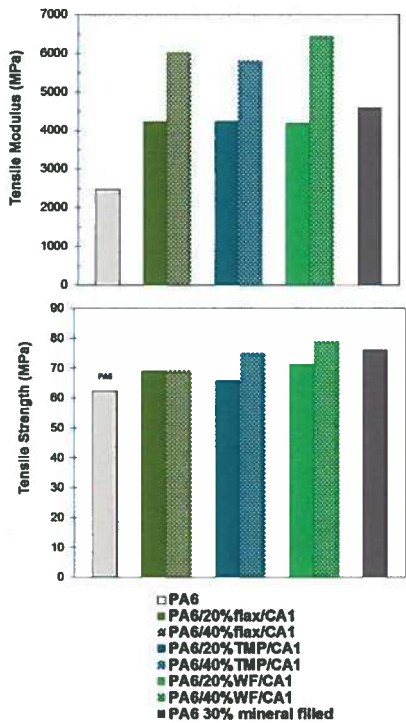 7000
6000
5000
4000
3000
2000
1000
0
Tensile Modulus (MPa)
90
80
70
60
50
40
30
20
10
0
Tensile Strength (MPa)
PA6
PA6
PA6/20%flax/CA1
PA6/40%flax/CA1
PA6/20%TMP/CA1
PA6/40%TMP/CA1
PA6/20%WF/CA1
PA6/40%WF/CA1
PA6 30% mineral filled